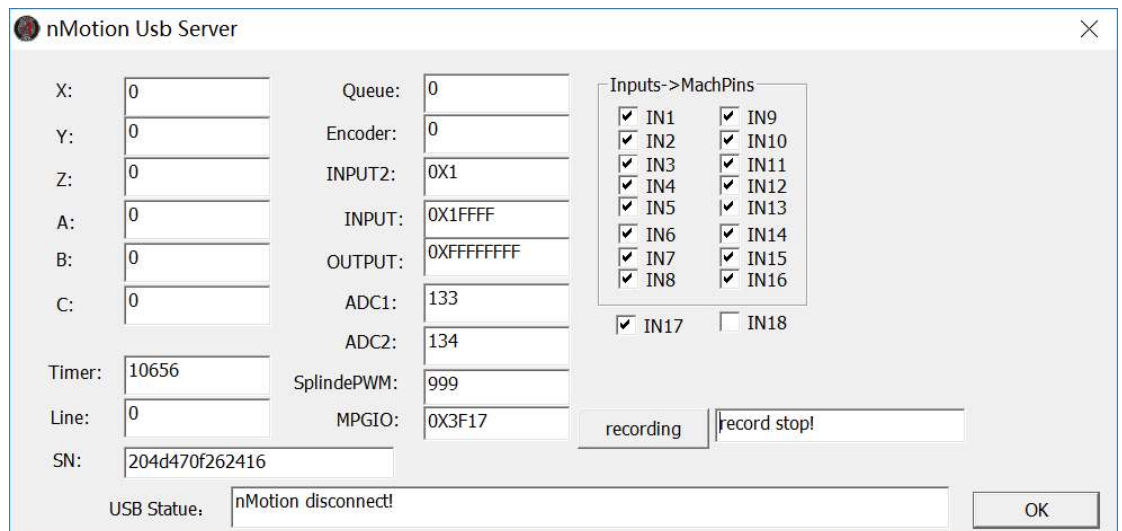 nMotion Usb Server
X: 0 Queue: 0 Inputs->MachPins
IN1 IN9
Y: 0 Encoder: 0
IN2 IN10
IN3 IN11
Z: 0 INPUT2: 0X1
IN4 IN12
IN5 IN13
A: 0 INPUT: 0X1FFFF
IN6 IN14
B: 0 OUTPUT: 0XFFFFFFFF
IN7 IN15
IN8 IN16
C: 0 ADC1: 133
IN17 IN18
ADC2: 134
Timer: 10656 SplindePWM: 999
Line: 0 MPGIO: 0X3F17 recording record stop!
SN: 204d470f262416
USB Statue: nMotion disconnect! OK